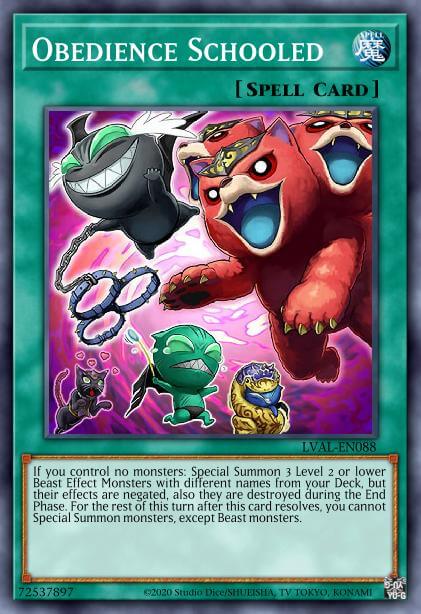 OBEDIENCE SCHOOLED
SPELL
魔
[SPELL CARD]
LVAL-EN088
If you control no monsters: Special Summon 3 Level 2 or lower
Beast Effect Monsters with different names from your Deck, but
their effects are negated, also they are destroyed during the End
Phase. For the rest of this turn after this card resolves, you cannot
Special Summon monsters, except Beast monsters.
72537897
©2020 Studio Dice/SHUEISHA, TV TOKYO, KONAMI